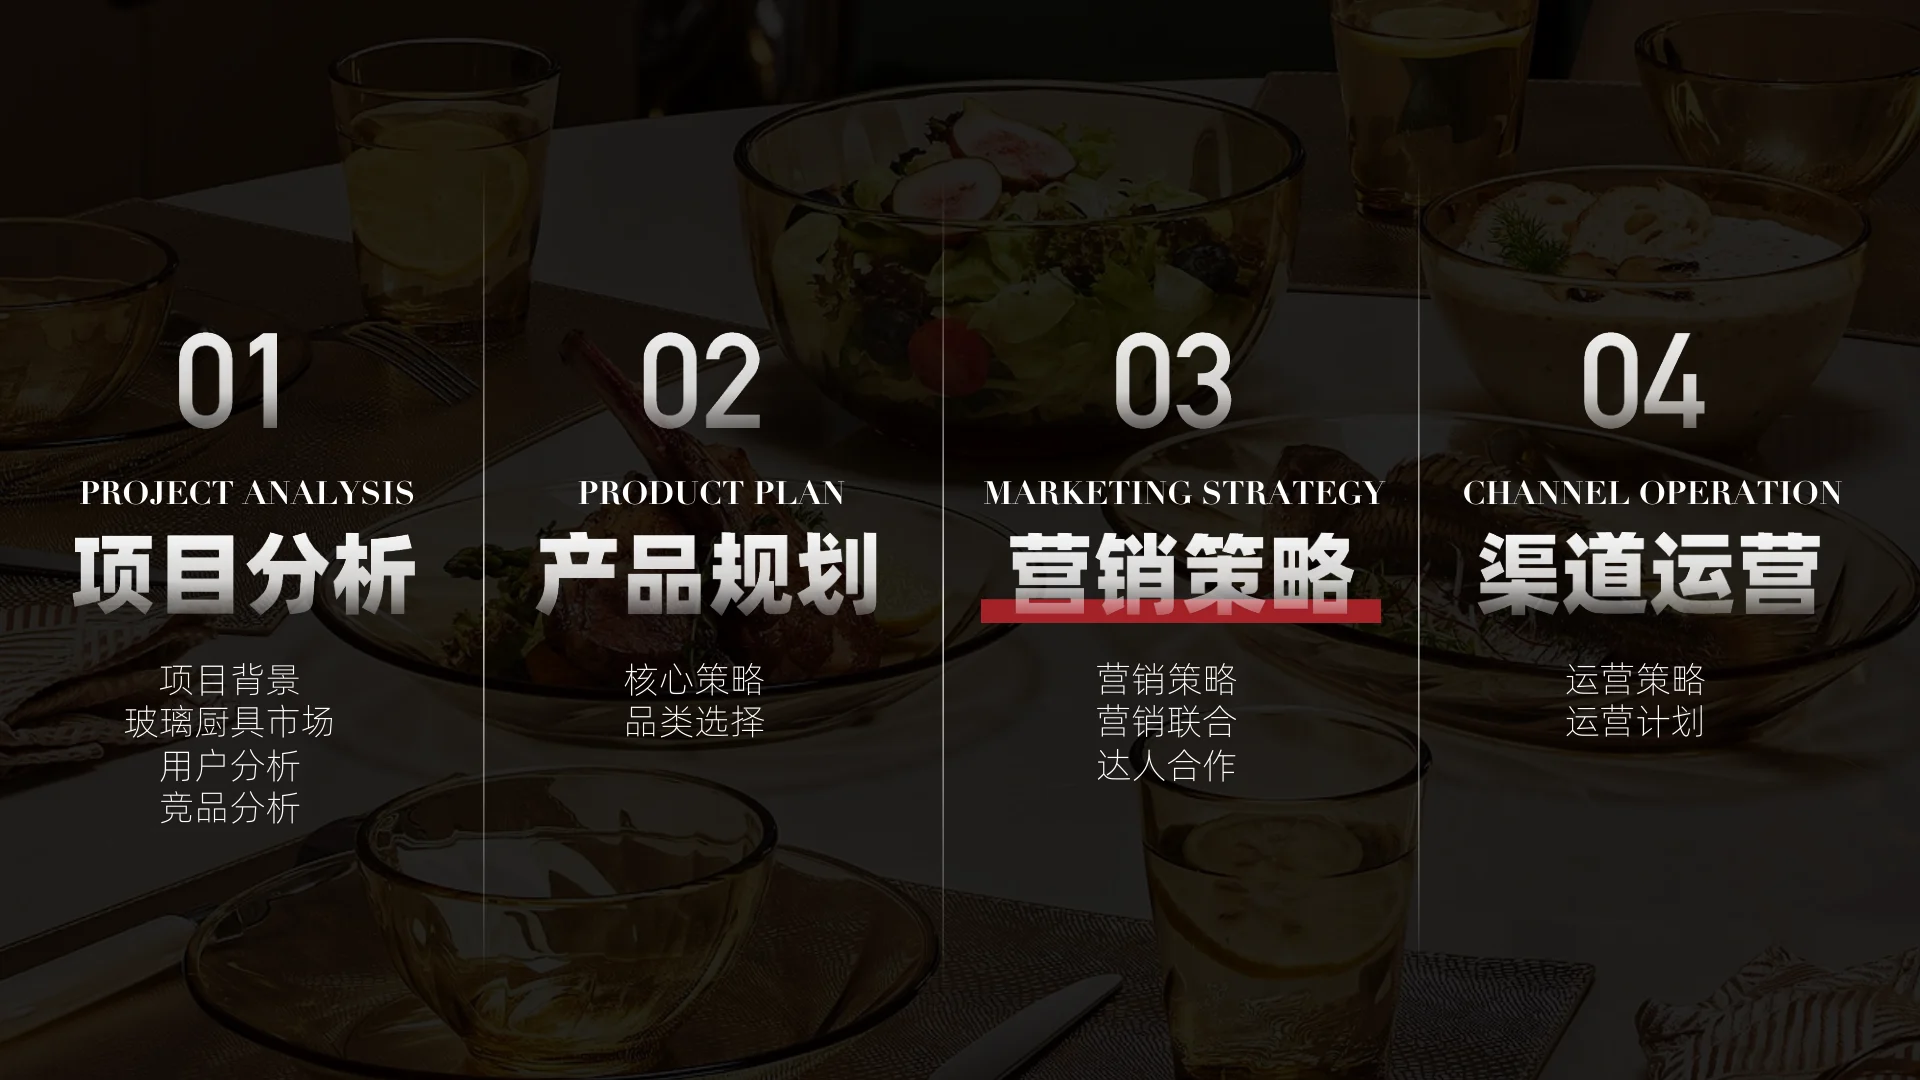 01
PROJECT ANALYSIS
项目分析
项目背景
玻璃厨具市场
用户分析
竞品分析
02
PRODUCT PLAN
产品规划
核心策略
品类选择
03
MARKETING STRATEGY
营销策略
营销策略
营销联合
达人合作
04
CHANNEL OPERATION
渠道运营
运营策略
运营计划